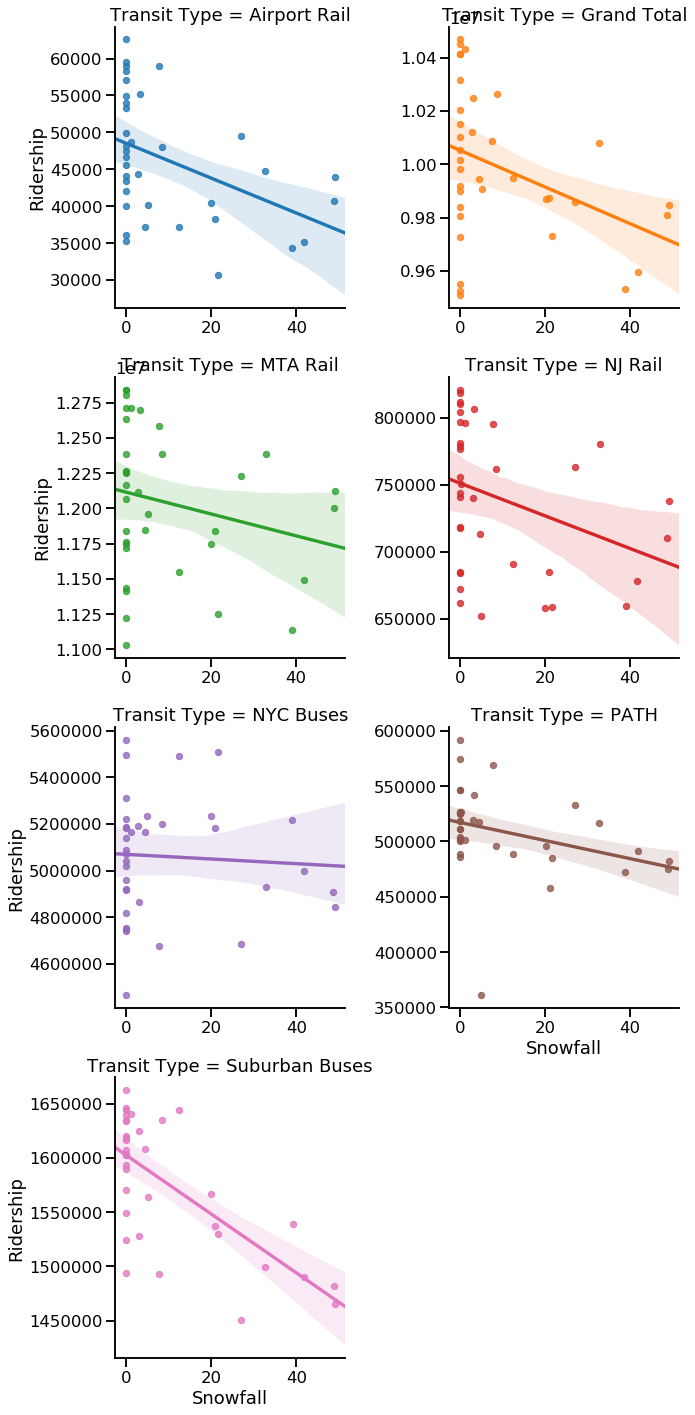 Transit Type = Airport Rail
60000
55000
50000
45000
40000
35000
30000
Ridership
0 20 40
1e7
Transit Type = Grand Total
1.04
1.02
1.00
0.98
0.96
0 20 40
1e7
Transit Type = MTA Rail
1.275
1.250
1.225
1.200
1.175
1.150
1.125
1.100
Ridership
0 20 40
Transit Type = NJ Rail
800000
750000
700000
650000
0 20 40
Transit Type = NYC Buses
5600000
5400000
5200000
5000000
4800000
4600000
Ridership
0 20 40
Transit Type = PATH
600000
550000
500000
450000
400000
350000
0 20 40
Snowfall
Transit Type = Suburban Buses
1650000
1600000
1550000
1500000
1450000
Ridership
0 20 40
Snowfall